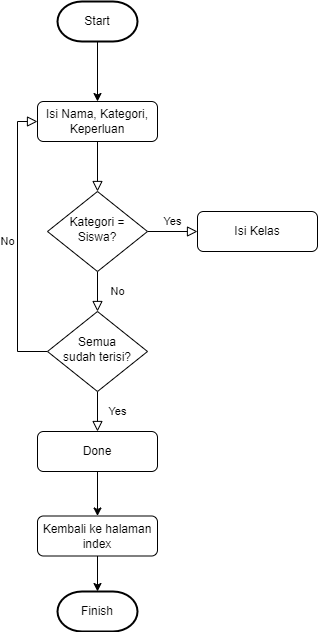 Start
Isi Nama, Kategori,
Keperluan
Kategori =
Siswa?
Yes
Isi Kelas
No
No
Semua
sudah terisi?
Yes
Done
Kembali ke halaman
index
Finish